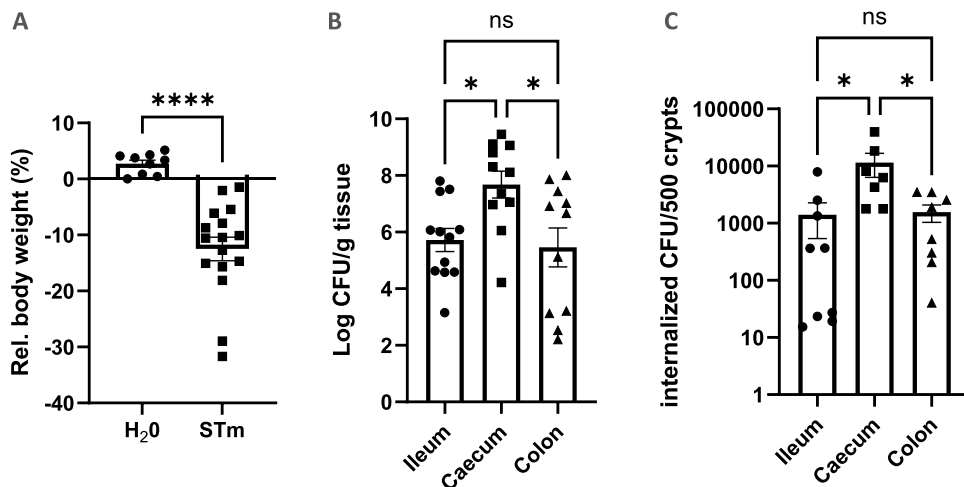 A
Rel. body weight (%)
****
10
0
-10
-20
-30
-40
H₂0
STm
B
Log CFU/g tissue
ns
*
*
10
8
6
4
2
0
Ileum
Caecum
Colon
C
internalized CFU/500 crypts
ns
*
*
100000
10000
1000
100
10
1
Ileum
Caecum
Colon